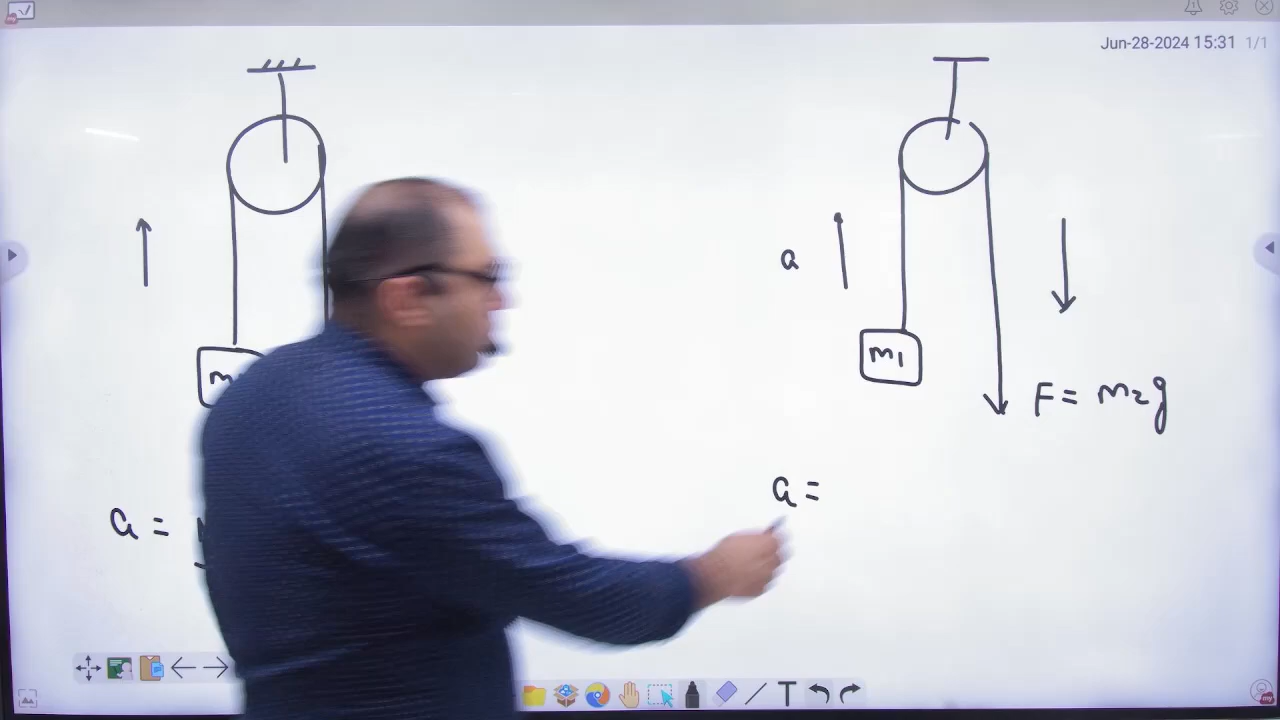 Jun-28-2024 15:31 1/1
a
m1
F = m2g
a =
a =
T